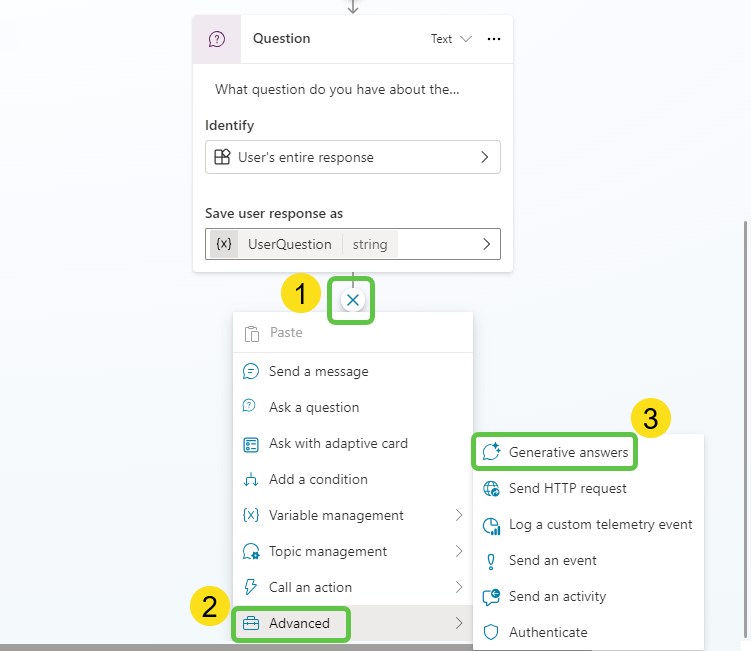 Question
Text
What question do you have about the...
Identify
User's entire response
Save user response as
{x} UserQuestion string
1
Paste
Send a message
Ask a question
Ask with adaptive card
Add a condition
{x} Variable management
Topic management
Call an action
2
Advanced
3
Generative answers
Send HTTP request
Log a custom telemetry event
Send an event
Send an activity
Authenticate